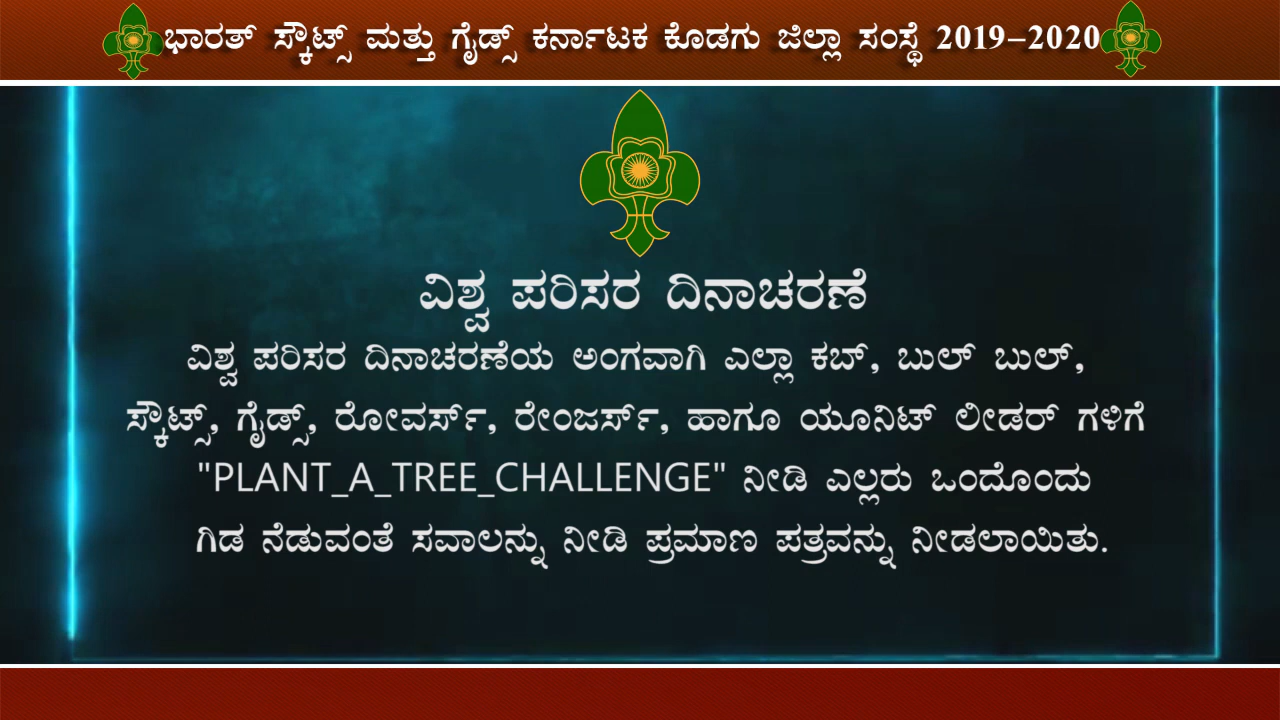 ಭಾರತ್ ಸ್ಕೌಟ್ಸ್ ಮತ್ತು ಗೈಡ್ಸ್ ಕರ್ನಾಟಕ ಕೊಡಗು ಜಿಲ್ಲಾ ಸಂಸ್ಥೆ 2019–2020
ವಿಶ್ವ ಪರಿಸರ ದಿನಾಚರಣೆ
ವಿಶ್ವ ಪರಿಸರ ದಿನಾಚರಣೆಯ ಅಂಗವಾಗಿ ಎಲ್ಲಾ ಕಬ್, ಬುಲ್ ಬುಲ್,
ಸ್ಕೌಟ್ಸ್, ಗೈಡ್ಸ್, ರೋವರ್ಸ್, ರೇಂಜರ್ಸ್, ಹಾಗೂ ಯೂನಿಟ್ ಲೀಡರ್ ಗಳಿಗೆ
"PLANT_A_TREE_CHALLENGE" ನೀಡಿ ಎಲ್ಲರು ಒಂದೊಂದು
ಗಿಡ ನೆಡುವಂತೆ ಸವಾಲನ್ನು ನೀಡಿ ಪ್ರಮಾಣ ಪತ್ರವನ್ನು ನೀಡಲಾಯಿತು.